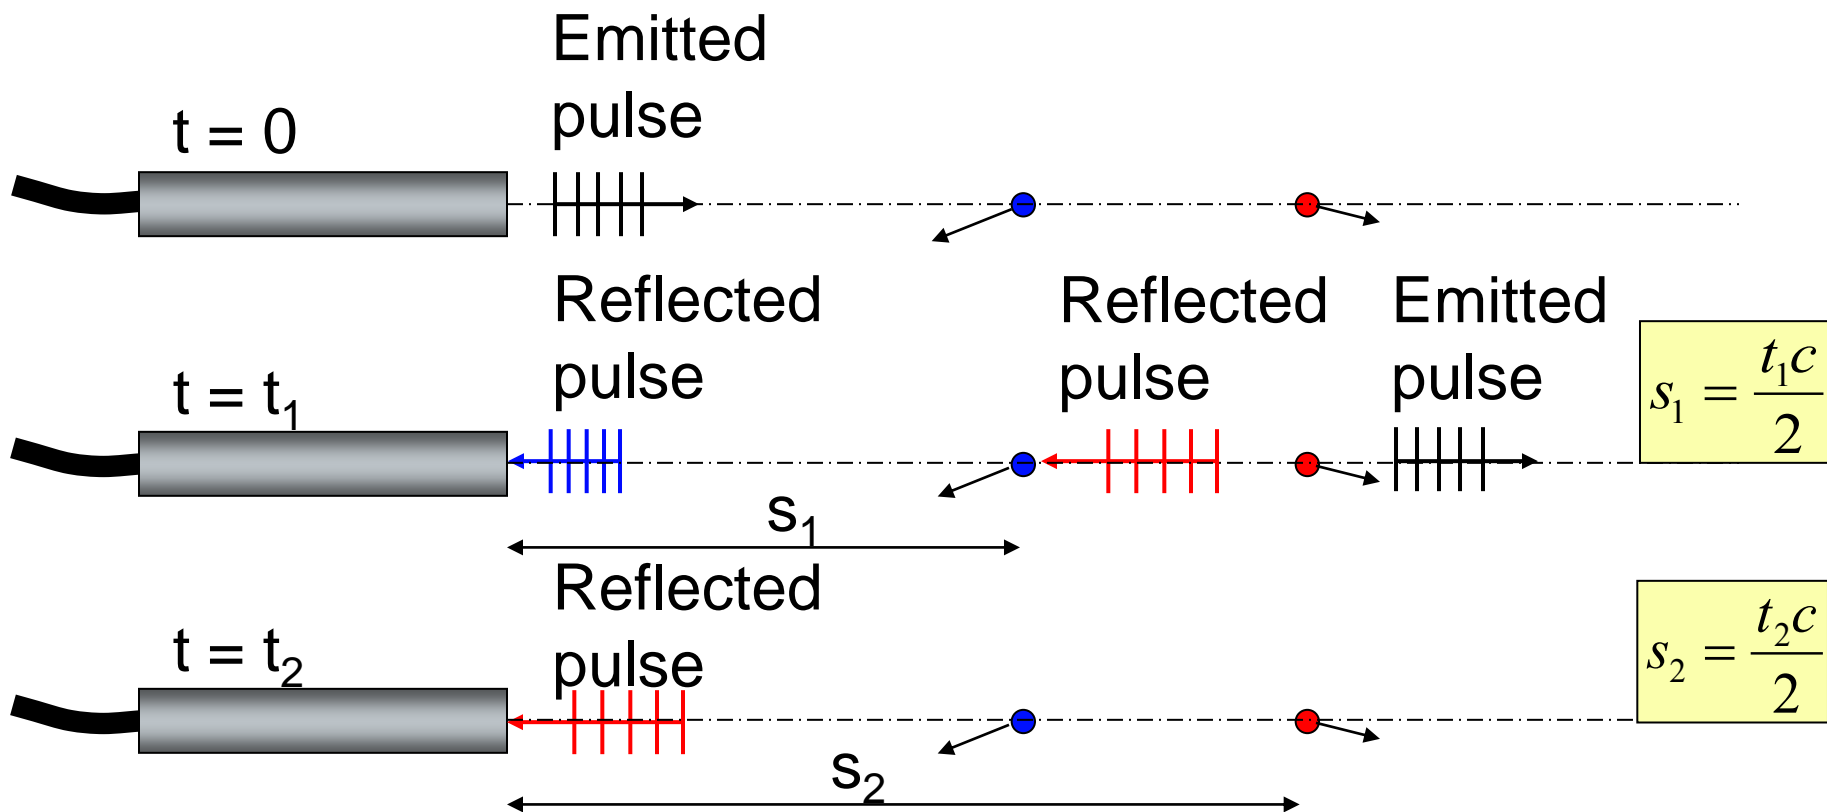 Emitted
pulse
t = 0
Reflected
pulse
Reflected
pulse
Emitted
pulse
t = t₁
s₁ = t₁c / 2
s₁
Reflected
pulse
t = t₂
s₂ = t₂c / 2
s₂